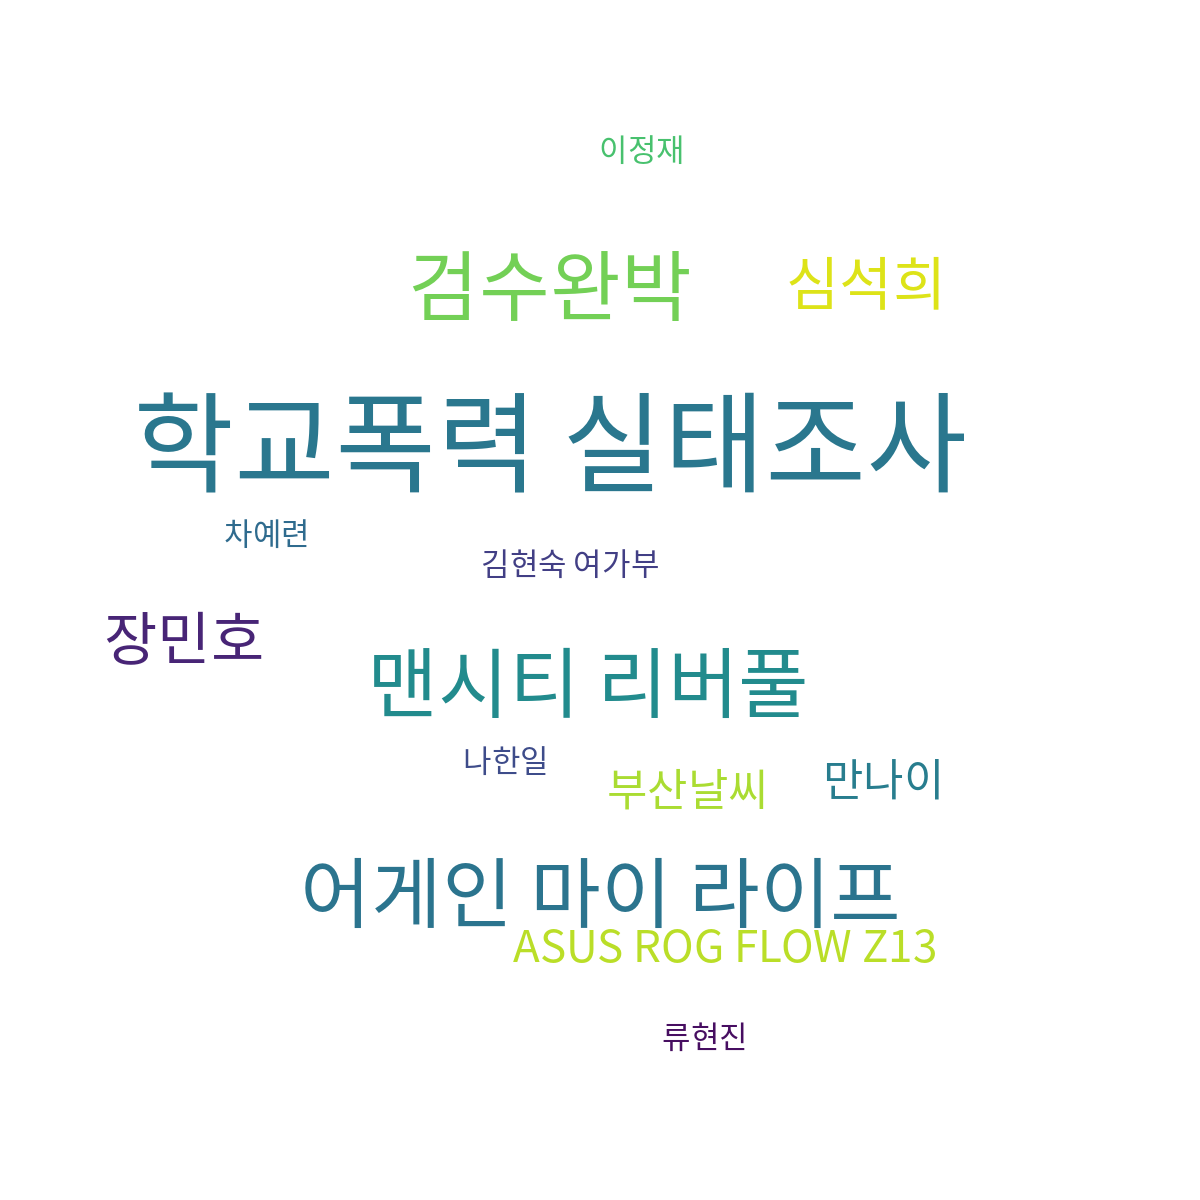 이정재
검수완박
심석희
학교폭력 실태조사
차예련
김현숙 여가부
장민호
맨시티 리버풀
나한일
부산날씨
만나이
어게인 마이 라이프
ASUS ROG FLOW Z13
류현진